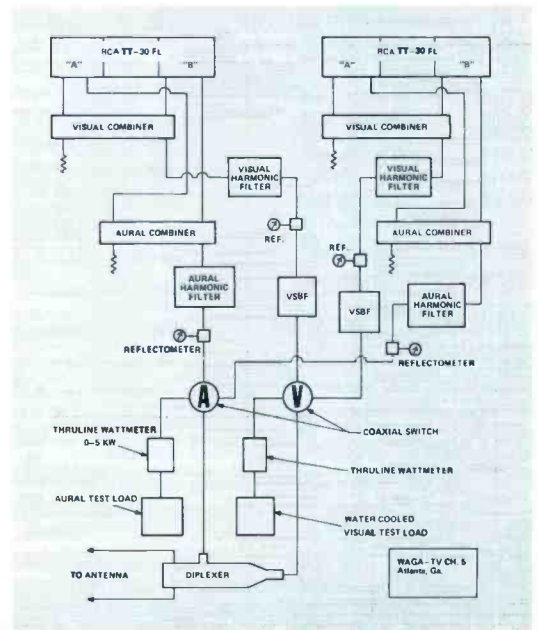 RCA TT-30 FL
"A"
"B"
RCA TT-30 FL
"A"
"B"
VISUAL COMBINER
VISUAL COMBINER
VISUAL
HARMONIC
FILTER
VISUAL
HARMONIC
FILTER
AURAL COMBINER
REF.
REF.
AURAL COMBINER
AURAL
HARMONIC
FILTER
VSBF
VSBF
AURAL
HARMONIC
FILTER
REFLECTOMETER
REFLECTOMETER
A
V
COAXIAL SWITCH
THRULINE WATTMETER
0–5 KW
THRULINE WATTMETER
AURAL TEST LOAD
WATER COOLED
VISUAL TEST LOAD
TO ANTENNA
DIPLEXER
WAGA-TV CH. 5
Atlanta, Ga.